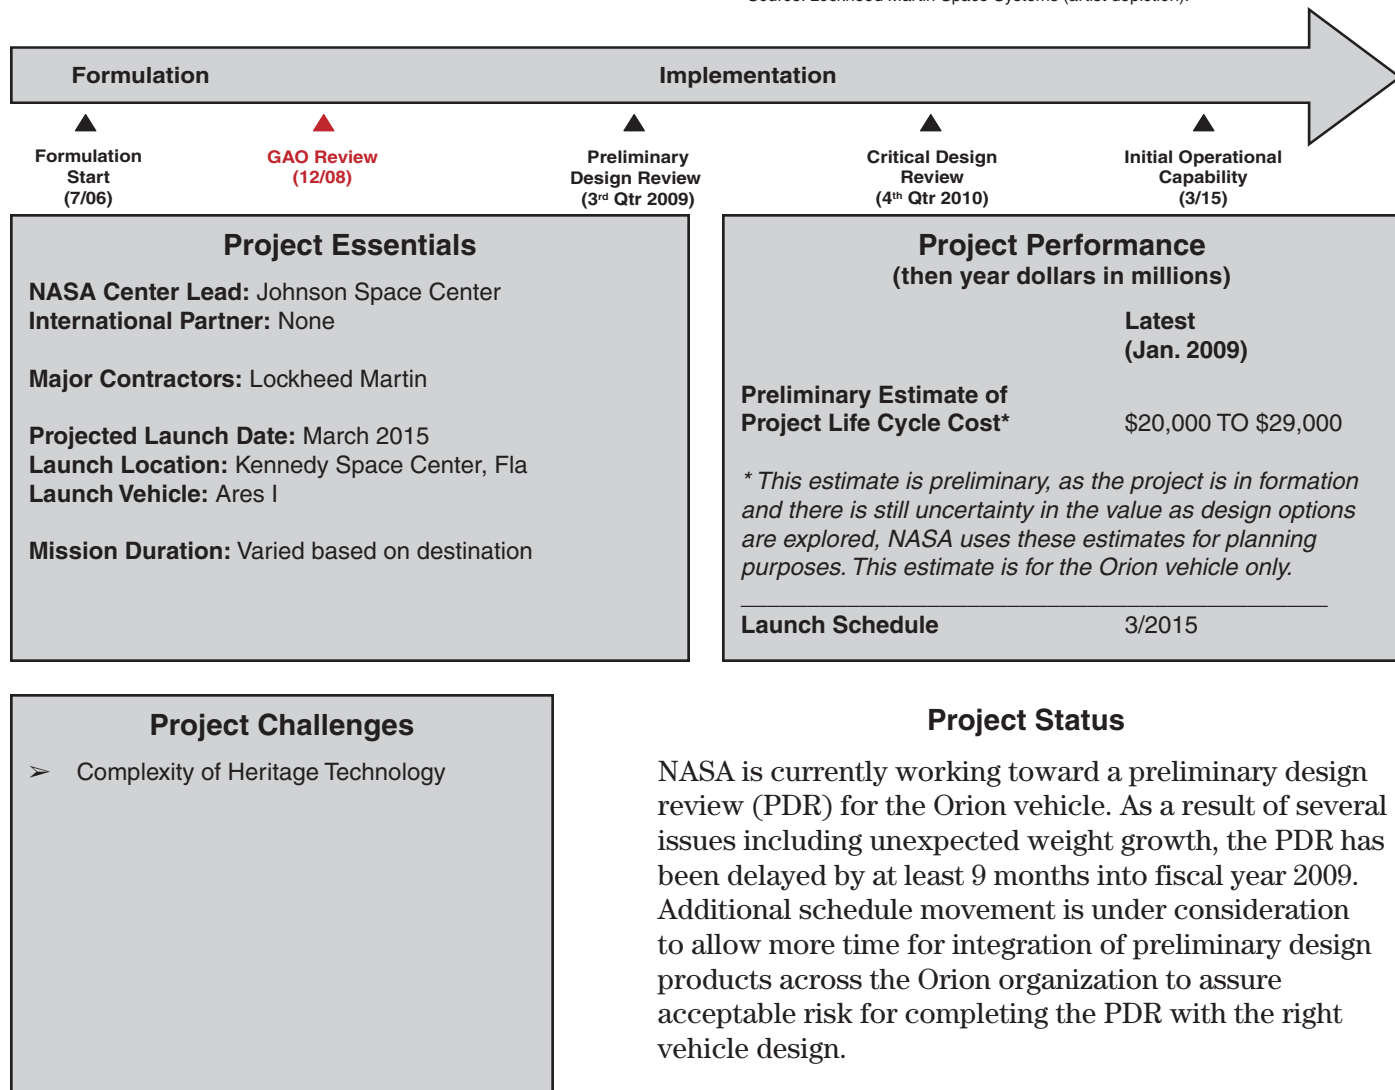 Source: Lockheed Martin Space Systems (artist depiction).
Formulation
Implementation
Formulation
Start
(7/06)
GAO Review
(12/08)
Preliminary
Design Review
(3rd Qtr 2009)
Critical Design
Review
(4th Qtr 2010)
Initial Operational
Capability
(3/15)
Project Essentials
NASA Center Lead: Johnson Space Center
International Partner: None
Major Contractors: Lockheed Martin
Projected Launch Date: March 2015
Launch Location: Kennedy Space Center, Fla
Launch Vehicle: Ares I
Mission Duration: Varied based on destination
Project Performance
(then year dollars in millions)
Latest
(Jan. 2009)
Preliminary Estimate of
Project Life Cycle Cost* $20,000 TO $29,000
* This estimate is preliminary, as the project is in formation
and there is still uncertainty in the value as design options
are explored, NASA uses these estimates for planning
purposes. This estimate is for the Orion vehicle only.
Launch Schedule 3/2015
Project Challenges
➢ Complexity of Heritage Technology
Project Status
NASA is currently working toward a preliminary design
review (PDR) for the Orion vehicle. As a result of several
issues including unexpected weight growth, the PDR has
been delayed by at least 9 months into fiscal year 2009.
Additional schedule movement is under consideration
to allow more time for integration of preliminary design
products across the Orion organization to assure
acceptable risk for completing the PDR with the right
vehicle design.